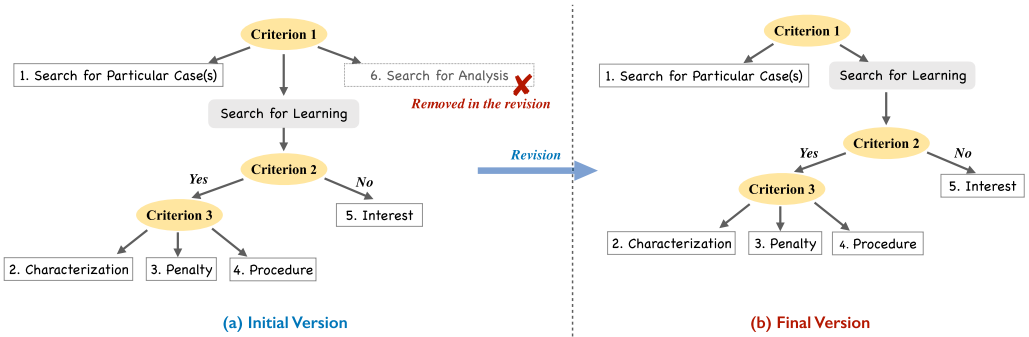 Criterion 1
1. Search for Particular Case(s)
6. Search for Analysis
Removed in the revision
Search for Learning
Criterion 2
Yes
No
Criterion 3
5. Interest
2. Characterization
3. Penalty
4. Procedure
(a) Initial Version
Revision
Criterion 1
1. Search for Particular Case(s)
Search for Learning
Criterion 2
Yes
No
Criterion 3
5. Interest
2. Characterization
3. Penalty
4. Procedure
(b) Final Version